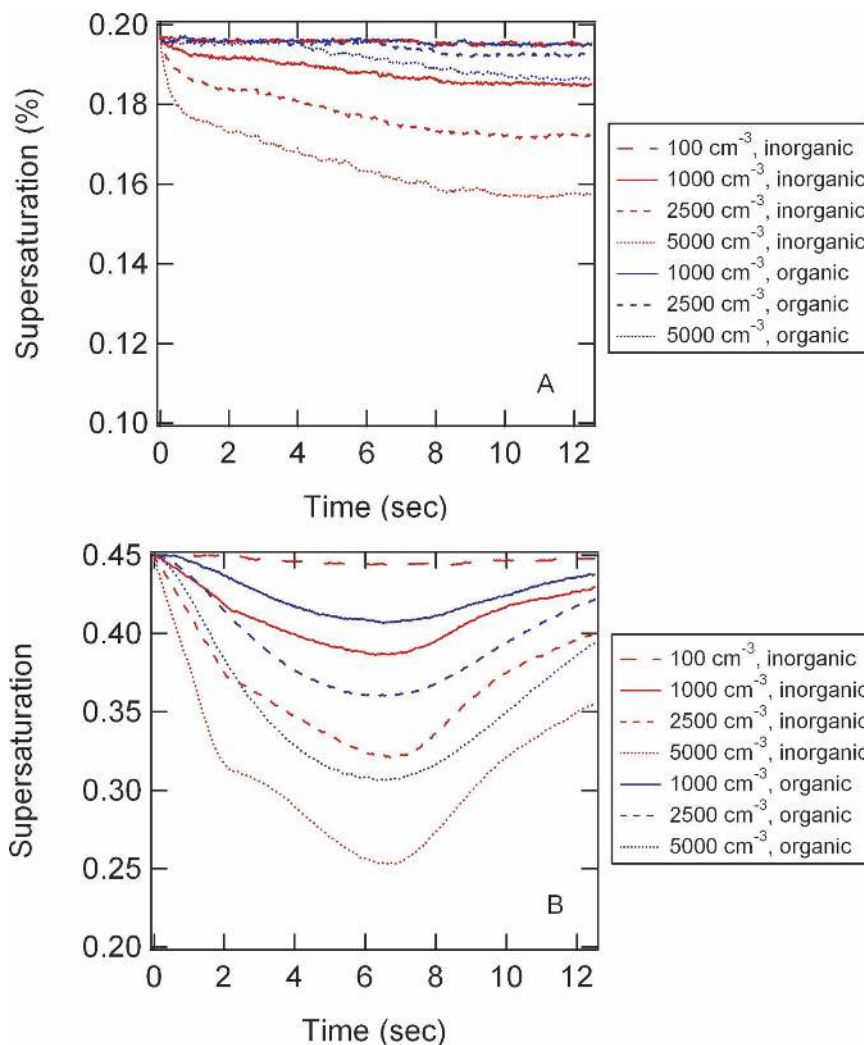 0.20
0.18
0.16
0.14
0.12
0.10
Supersaturation (%)
A
0 2 4 6 8 10 12
Time (sec)
100 cm⁻³, inorganic
1000 cm⁻³, inorganic
2500 cm⁻³, inorganic
5000 cm⁻³, inorganic
1000 cm⁻³, organic
2500 cm⁻³, organic
5000 cm⁻³, organic
0.45
0.40
0.35
0.30
0.25
0.20
Supersaturation
B
0 2 4 6 8 10 12
Time (sec)
100 cm⁻³, inorganic
1000 cm⁻³, inorganic
2500 cm⁻³, inorganic
5000 cm⁻³, inorganic
1000 cm⁻³, organic
2500 cm⁻³, organic
5000 cm⁻³, organic